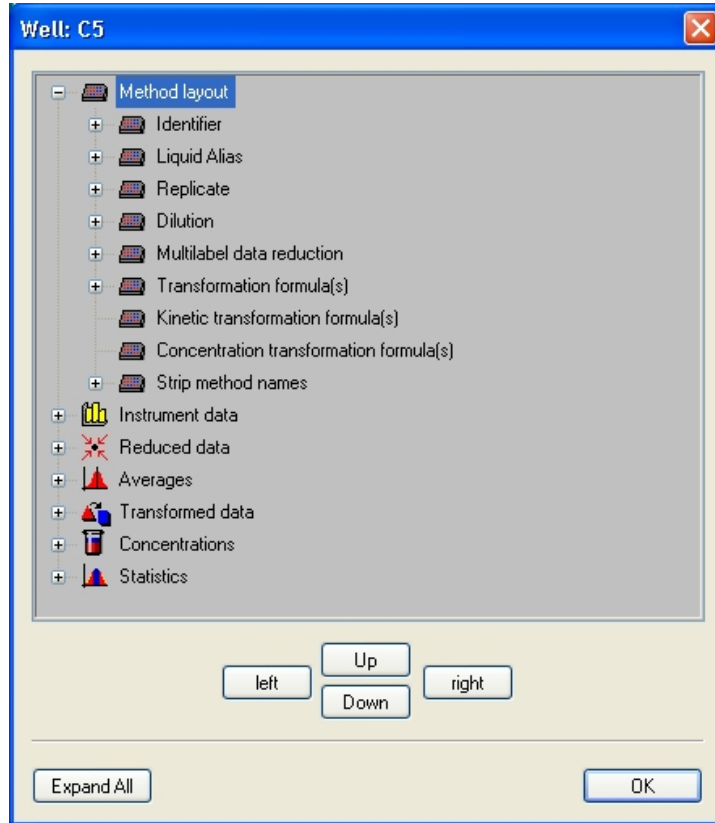 Well: C5
Method layout
Identifier
Liquid Alias
Replicate
Dilution
Multilabel data reduction
Transformation formula(s)
Kinetic transformation formula(s)
Concentration transformation formula(s)
Strip method names
Instrument data
Reduced data
Averages
Transformed data
Concentrations
Statistics
Up
left
right
Down
Expand All
OK